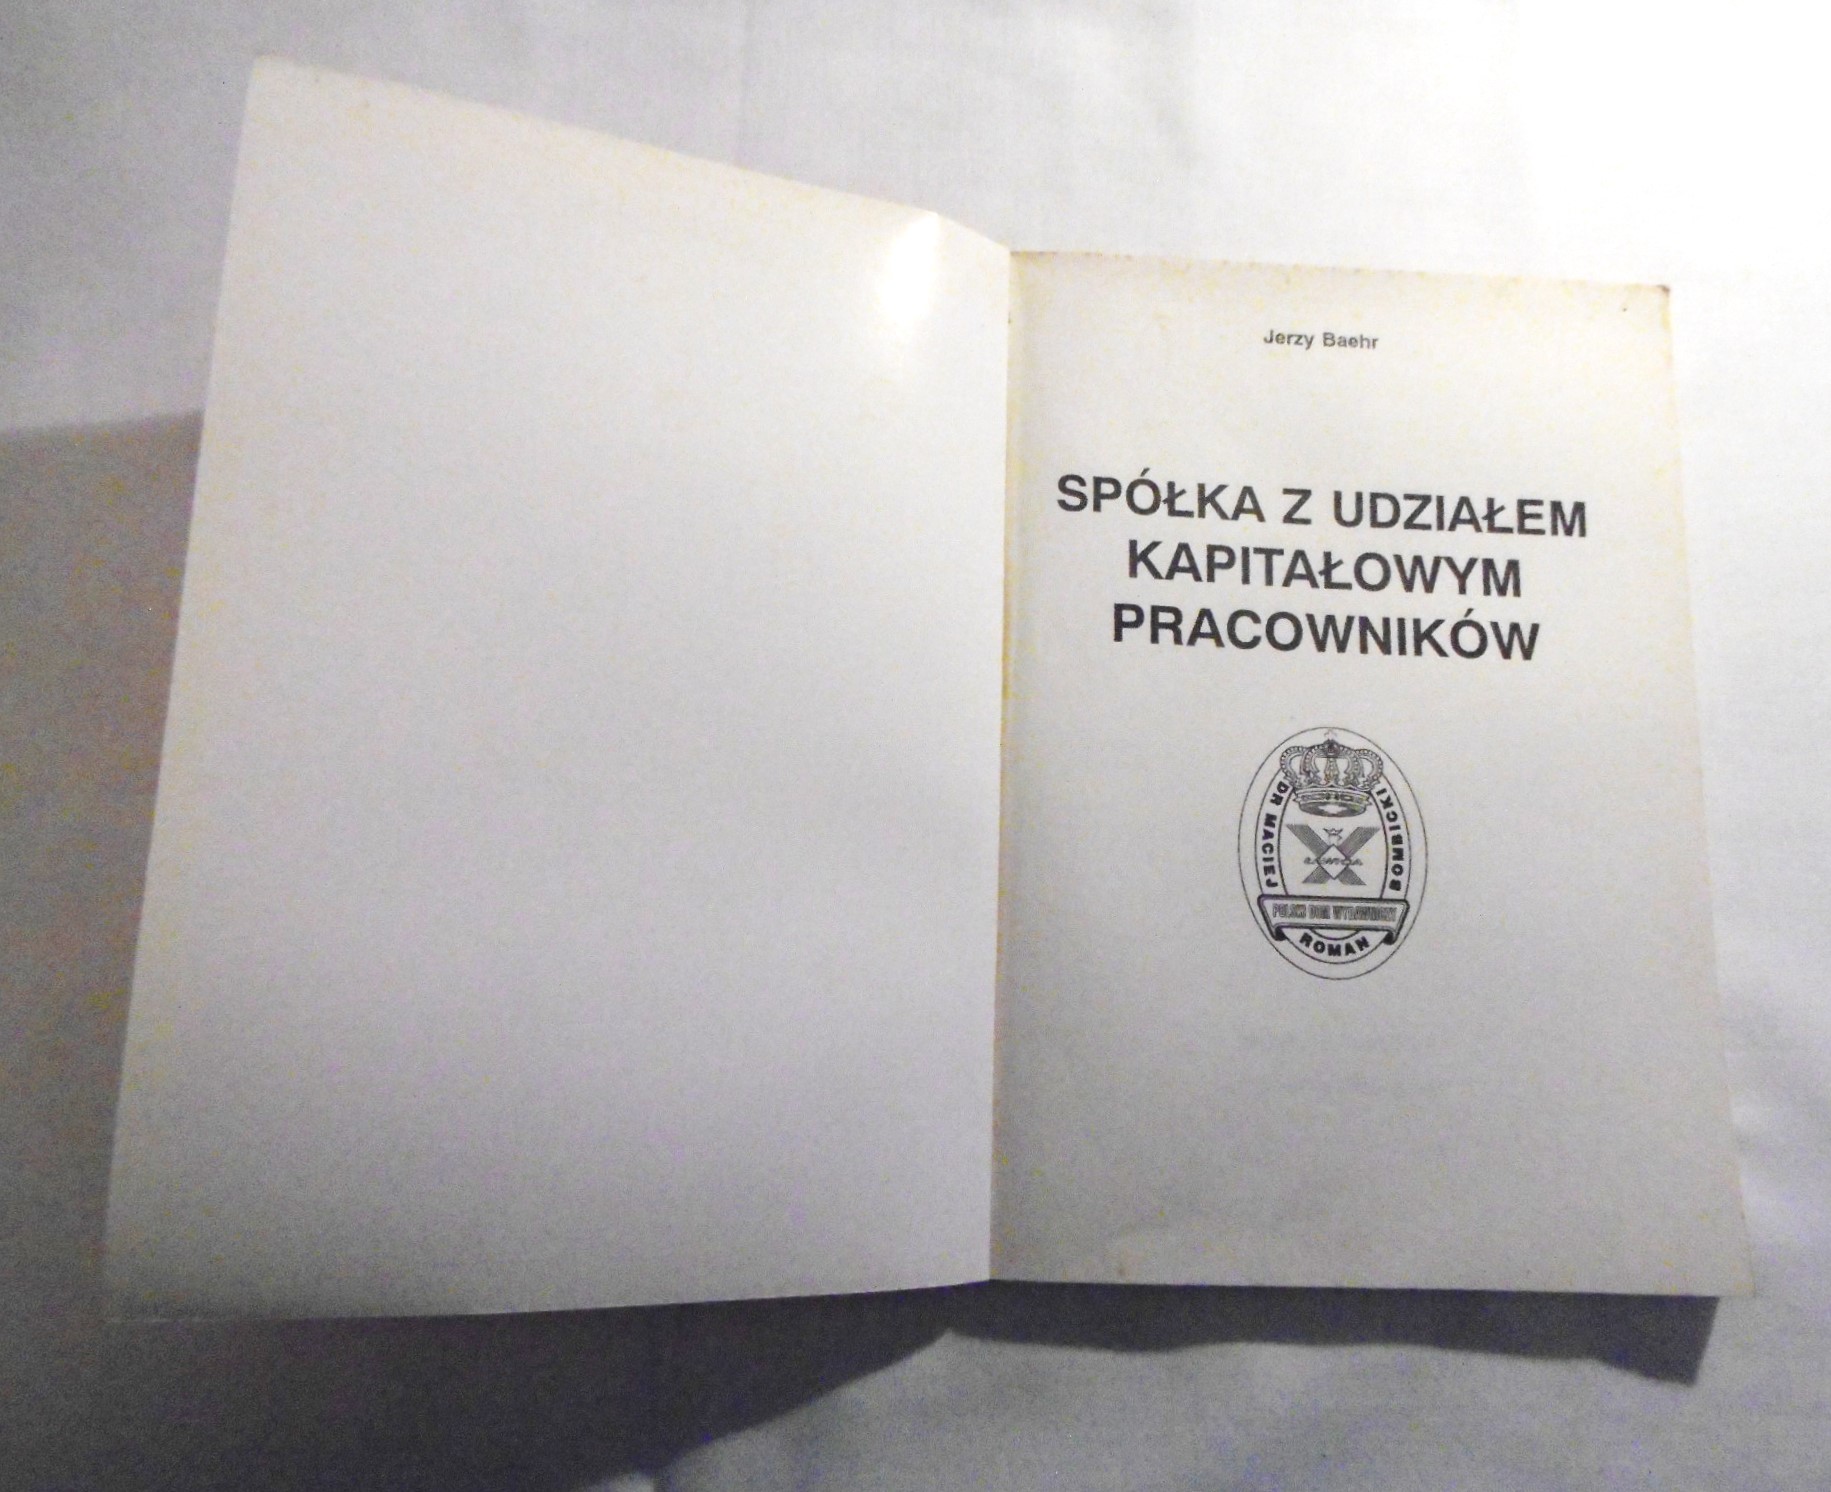 Jerzy Baehr
SPÓŁKA Z UDZIAŁEM
KAPITAŁOWYM
PRACOWNIKÓW
DR MACIEJ
BOMBICKI
POLSKI DOM WYDAWNICZY
ROMAN